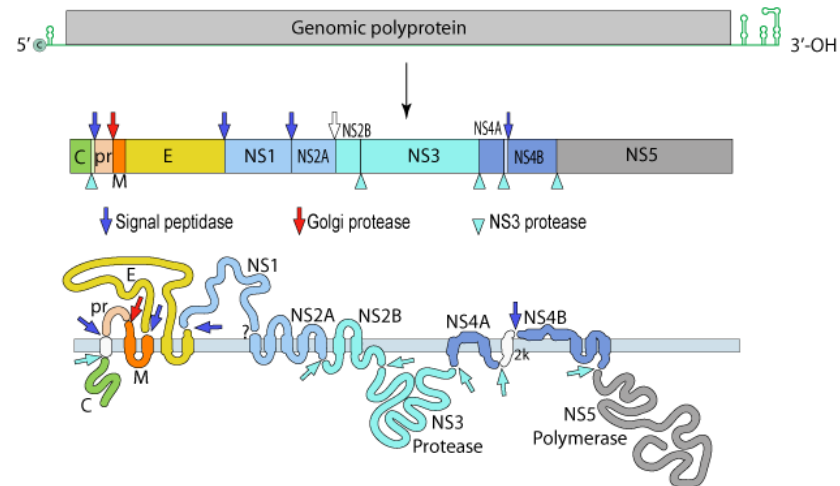 Genomic polyprotein
5’ C 3’-OH
NS2B NS4A
C pr M E NS1 NS2A NS3 NS4B NS5
Signal peptidase Golgi protease NS3 protease
NS1
E
pr
NS2A NS2B
NS4A NS4B
?
2k
M
C
NS3
Protease
NS5
Polymerase